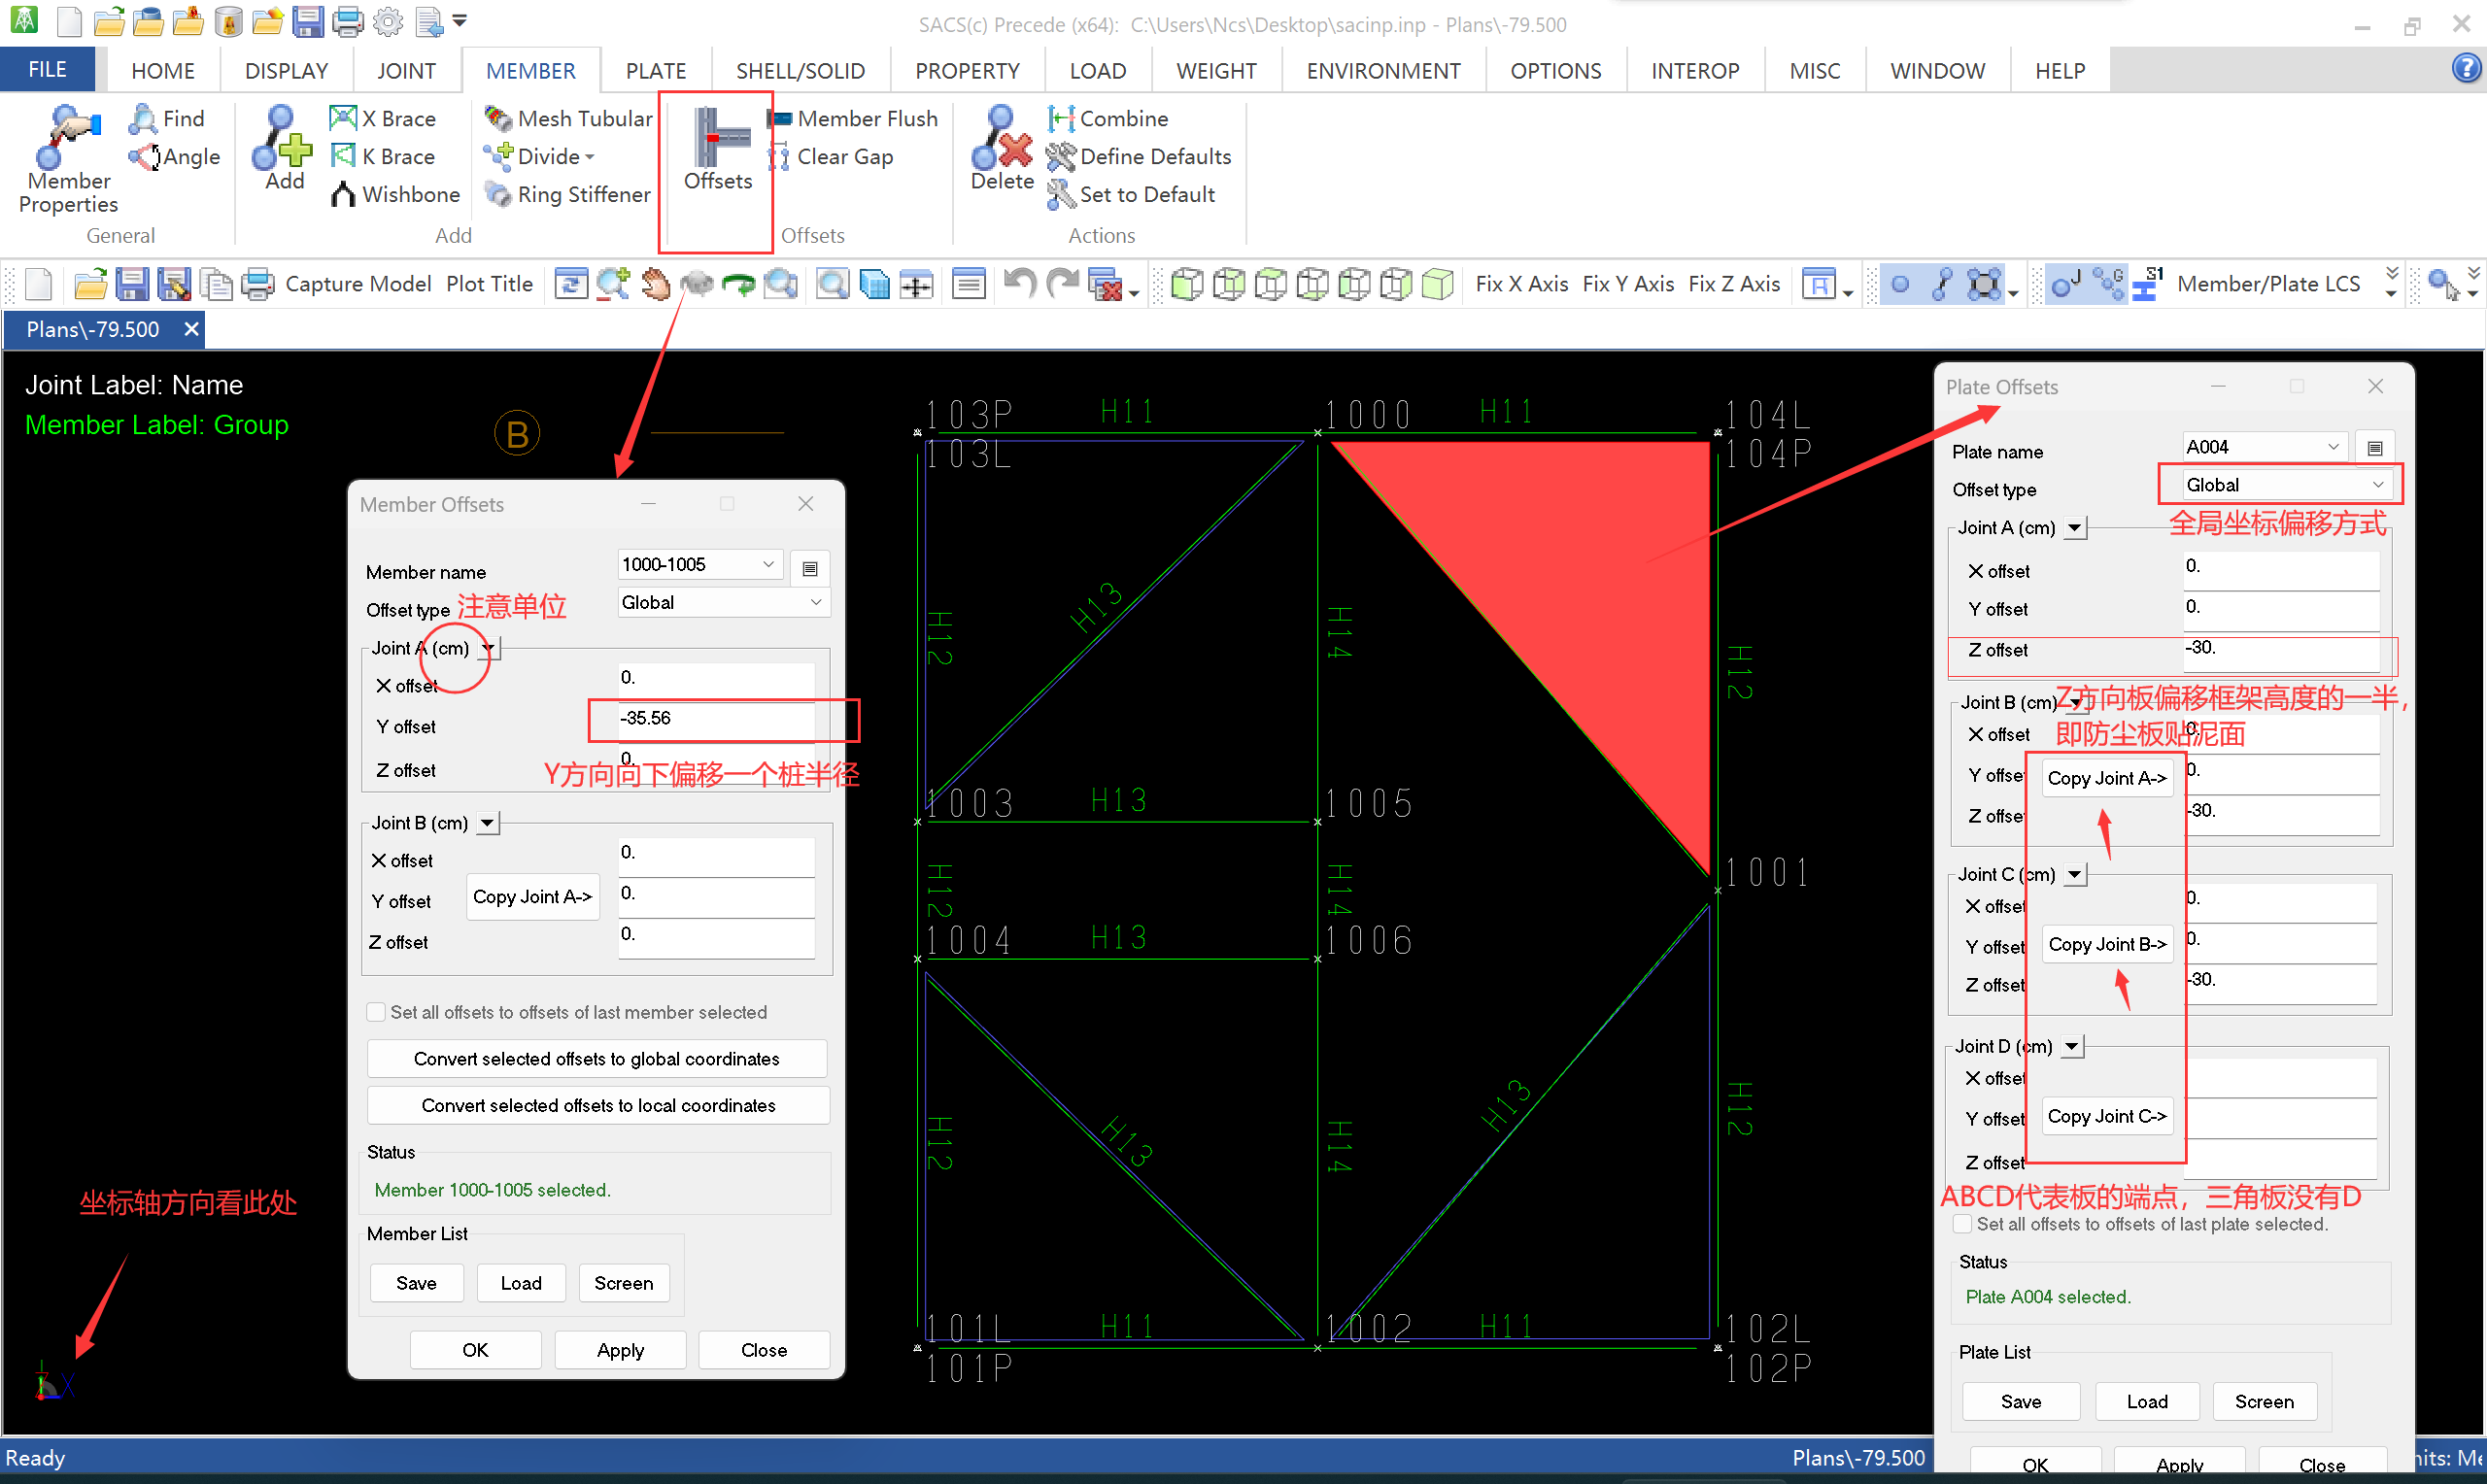 SACS(c) Precede (x64):  C:\Users\Ncs\Desktop\sacinp.inp - Plans\-79.500
FILE HOME DISPLAY JOINT MEMBER PLATE SHELL/SOLID PROPERTY LOAD WEIGHT ENVIRONMENT OPTIONS INTEROP MISC WINDOW HELP
Member Properties
Find
Angle
General
Add
X Brace
K Brace
Wishbone
Mesh Tubular
Divide
Ring Stiffener
Add
Offsets
Member Flush
Clear Gap
Offsets
Delete
Combine
Define Defaults
Set to Default
Actions
Capture Model Plot Title Fix X Axis Fix Y Axis Fix Z Axis Member/Plate LCS
Plans\-79.500
Joint Label: Name
Member Label: Group
B
103P H11 1000 H11 104L
103L 104P
H12 H13 H14 H12
1003 H13 1005
1001
H12 H14
1004 H13 1006
H12 H13 H14 H13 H12
101L H11 1002 H11 102L
101P 102P
Member Offsets
Member name 1000-1005
Offset type Global
注意单位
Joint A (cm)
X offset 0.
Y offset -35.56
Z offset 0.
Y方向向下偏移一个桩半径
Joint B (cm)
X offset 0.
Y offset Copy Joint A-> 0.
Z offset 0.
Set all offsets to offsets of last member selected
Convert selected offsets to global coordinates
Convert selected offsets to local coordinates
Status
Member 1000-1005 selected.
Member List
Save Load Screen
OK Apply Close
坐标轴方向看此处
X
Plate Offsets
Plate name A004
Offset type Global
全局坐标偏移方式
Joint A (cm)
X offset 0.
Y offset 0.
Z offset -30.
Z方向板偏移框架高度的一半，
即防尘板贴泥面
Joint B (cm)
X offset 0.
Y offset Copy Joint A-> 0.
Z offset -30.
Joint C (cm)
X offset 0.
Y offset Copy Joint B-> 0.
Z offset -30.
Joint D (cm)
X offset
Y offset Copy Joint C->
Z offset
ABCD代表板的端点，三角板没有D
Set all offsets to offsets of last plate selected.
Status
Plate A004 selected.
Plate List
Save Load Screen
OK Apply Close
Ready Plans\-79.500